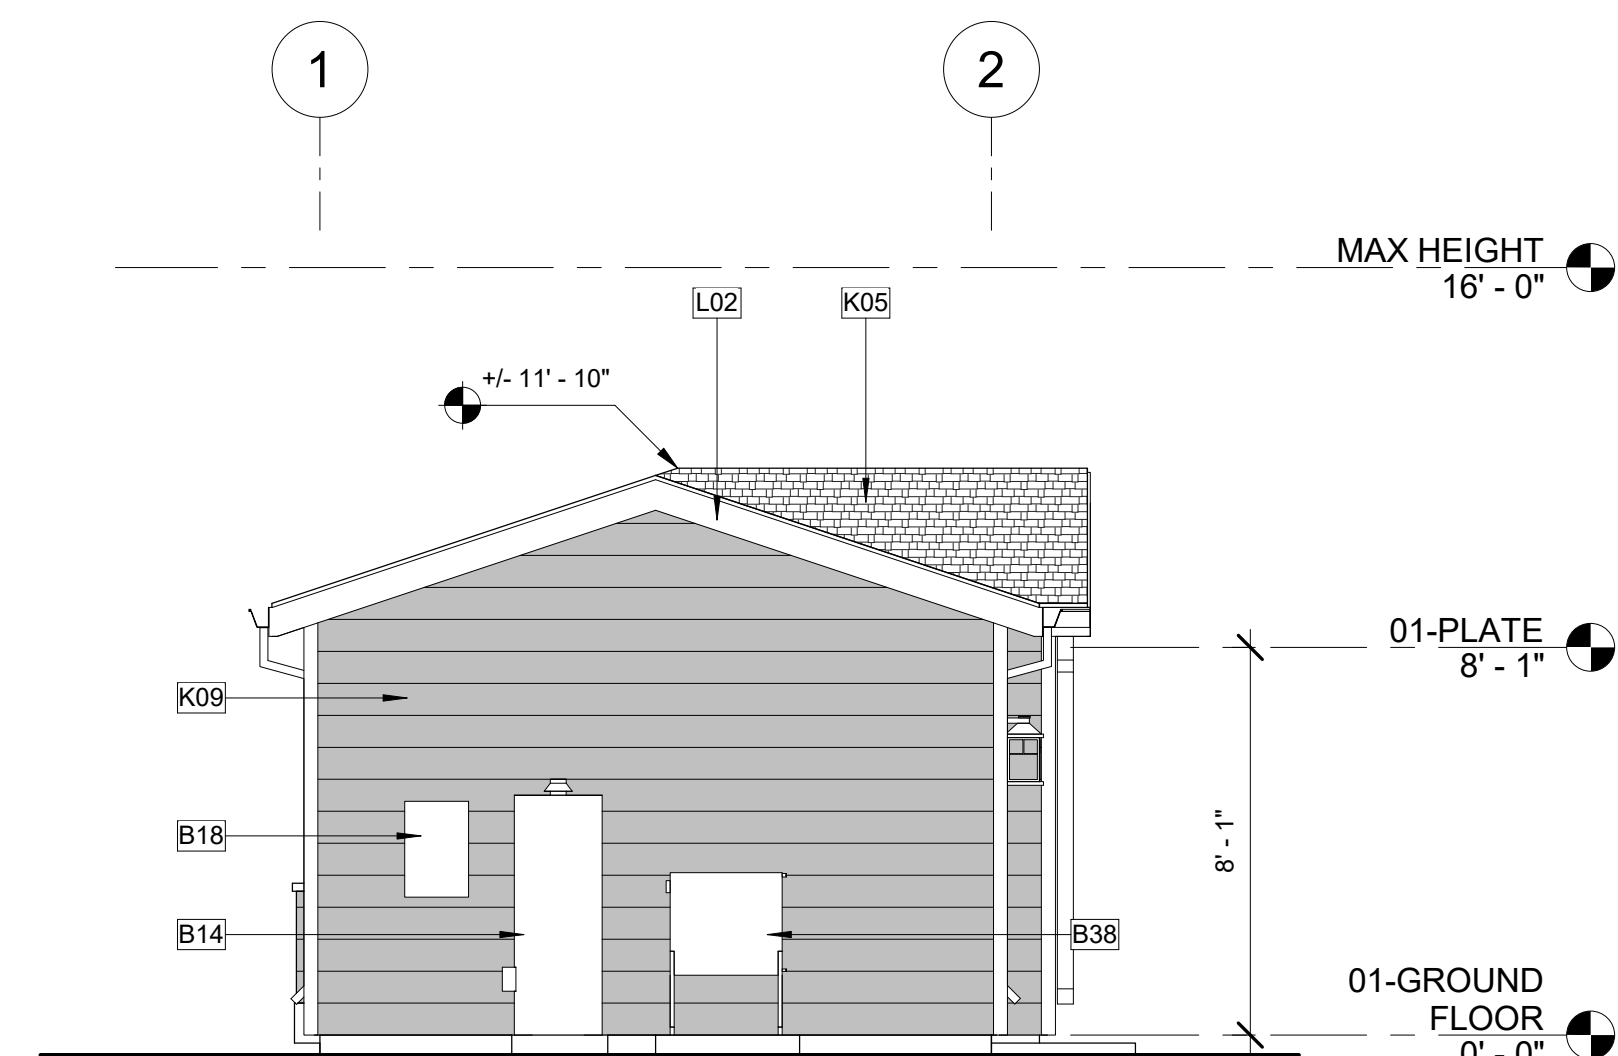 1
2
MAX HEIGHT
16' - 0"
L02
K05
+/- 11' - 10"
01-PLATE
8' - 1"
K09
B18
8' - 1"
B14
B38
01-GROUND
FLOOR
0' - 0"